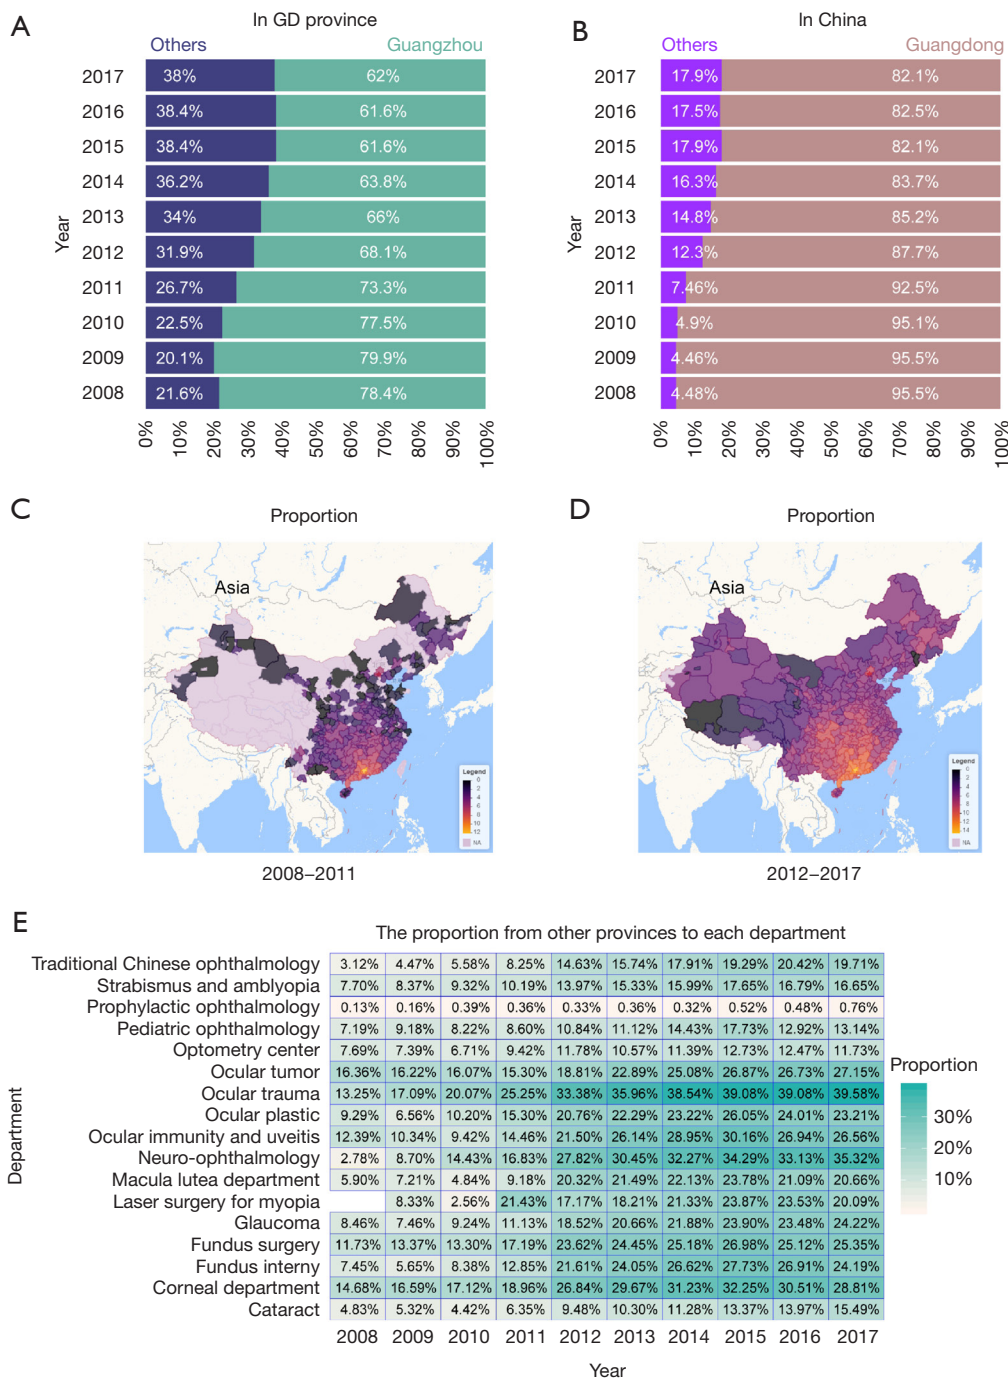 A
In GD province
Others Guangzhou
Year
2017 38% 62%
2016 38.4% 61.6%
2015 38.4% 61.6%
2014 36.2% 63.8%
2013 34% 66%
2012 31.9% 68.1%
2011 26.7% 73.3%
2010 22.5% 77.5%
2009 20.1% 79.9%
2008 21.6% 78.4%
0% 10% 20% 30% 40% 50% 60% 70% 80% 90% 100%
B
In China
Others Guangdong
Year
2017 17.9% 82.1%
2016 17.5% 82.5%
2015 17.9% 82.1%
2014 16.3% 83.7%
2013 14.8% 85.2%
2012 12.3% 87.7%
2011 7.46% 92.5%
2010 4.9% 95.1%
2009 4.46% 95.5%
2008 4.48% 95.5%
0% 10% 20% 30% 40% 50% 60% 70% 80% 90% 100%
C
Proportion
Asia
Legend
0
2
4
6
8
10
12
NA
2008–2011
D
Proportion
Asia
Legend
0
2
4
6
8
10
12
14
NA
2012–2017
E
The proportion from other provinces to each department
Department
Traditional Chinese ophthalmology 3.12% 4.47% 5.58% 8.25% 14.63% 15.74% 17.91% 19.29% 20.42% 19.71%
Strabismus and amblyopia 7.70% 8.37% 9.32% 10.19% 13.97% 15.33% 15.99% 17.65% 16.79% 16.65%
Prophylactic ophthalmology 0.13% 0.16% 0.39% 0.36% 0.33% 0.36% 0.32% 0.52% 0.48% 0.76%
Pediatric ophthalmology 7.19% 9.18% 8.22% 8.60% 10.84% 11.12% 14.43% 17.73% 12.92% 13.14%
Optometry center 7.69% 7.39% 6.71% 9.42% 11.78% 10.57% 11.39% 12.73% 12.47% 11.73%
Ocular tumor 16.36% 16.22% 16.07% 15.30% 18.81% 22.89% 25.08% 26.87% 26.73% 27.15%
Ocular trauma 13.25% 17.09% 20.07% 25.25% 33.38% 35.96% 38.54% 39.08% 39.08% 39.58%
Ocular plastic 9.29% 6.56% 10.20% 15.30% 20.76% 22.29% 23.22% 26.05% 24.01% 23.21%
Ocular immunity and uveitis 12.39% 10.34% 9.42% 14.46% 21.50% 26.14% 28.95% 30.16% 26.94% 26.56%
Neuro-ophthalmology 2.78% 8.70% 14.43% 16.83% 27.82% 30.45% 32.27% 34.29% 33.13% 35.32%
Macula lutea department 5.90% 7.21% 4.84% 9.18% 20.32% 21.49% 22.13% 23.78% 21.09% 20.66%
Laser surgery for myopia 8.33% 2.56% 21.43% 17.17% 18.21% 21.33% 23.87% 23.53% 20.09%
Glaucoma 8.46% 7.46% 9.24% 11.13% 18.52% 20.66% 21.88% 23.90% 23.48% 24.22%
Fundus surgery 11.73% 13.37% 13.30% 17.19% 23.62% 24.45% 25.18% 26.98% 25.12% 25.35%
Fundus interny 7.45% 5.65% 8.38% 12.85% 21.61% 24.05% 26.62% 27.73% 26.91% 24.19%
Corneal department 14.68% 16.59% 17.12% 18.96% 26.84% 29.67% 31.23% 32.25% 30.51% 28.81%
Cataract 4.83% 5.32% 4.42% 6.35% 9.48% 10.30% 11.28% 13.37% 13.97% 15.49%
2008 2009 2010 2011 2012 2013 2014 2015 2016 2017
Year
Proportion
30%
20%
10%